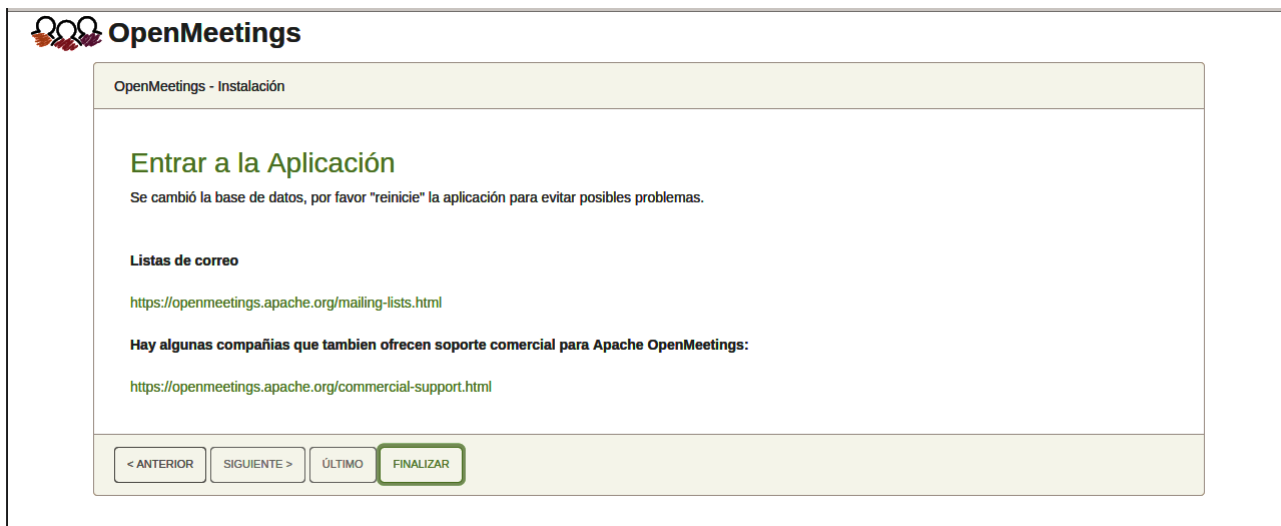 OpenMeetings
OpenMeetings - Instalación
Entrar a la Aplicación
Se cambió la base de datos, por favor "reinicie" la aplicación para evitar posibles problemas.
Listas de correo
https://openmeetings.apache.org/mailing-lists.html
Hay algunas compañias que tambien ofrecen soporte comercial para Apache OpenMeetings:
https://openmeetings.apache.org/commercial-support.html
< ANTERIOR SIGUIENTE > ÚLTIMO FINALIZAR